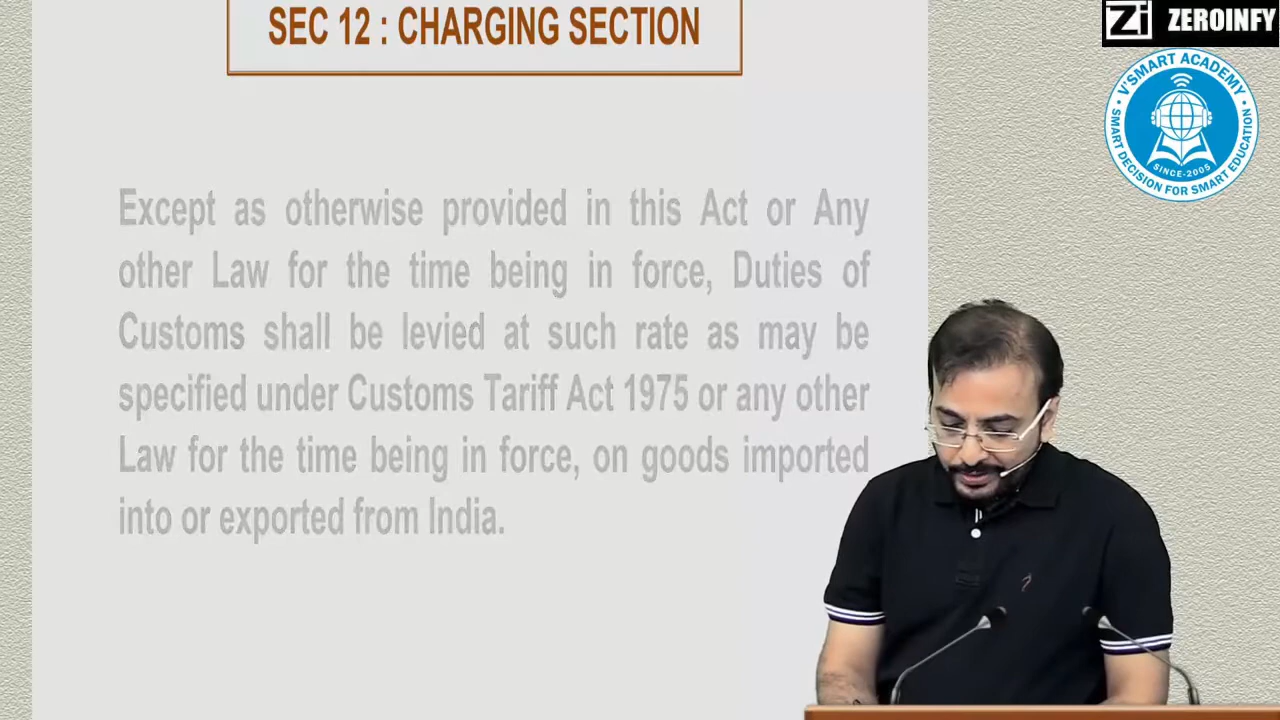 SEC 12 : CHARGING SECTION
Except as otherwise provided in this Act or Any
other Law for the time being in force, Duties of
Customs shall be levied at such rate as may be
specified under Customs Tariff Act 1975 or any other
Law for the time being in force, on goods imported
into or exported from India.
Zi ZEROINFY
V'SMART ACADEMY
SINCE-2005
SMART DECISION FOR SMART EDUCATION